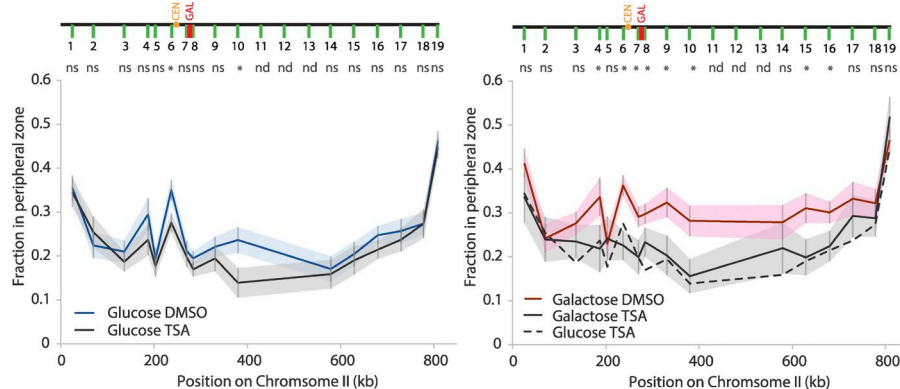 CEN GAL
1 2 3 4 5 6 7 8 9 10 11 12 13 14 15 16 17 18 19
ns ns ns ns ns * ns ns ns * nd nd nd ns ns ns ns ns ns
0.6
0.5
0.4
0.3
0.2
0.1
0
Fraction in peripheral zone
Glucose DMSO
Glucose TSA
0 200 400 600 800
Position on Chromsome II (kb)
CEN GAL
1 2 3 4 5 6 7 8 9 10 11 12 13 14 15 16 17 18 19
ns ns ns * ns * * * * * nd nd nd ns * * ns ns ns
0.6
0.5
0.4
0.3
0.2
0.1
0
Fraction in peripheral zone
Galactose DMSO
Galactose TSA
Glucose TSA
0 200 400 600 800
Position on Chromsome II (kb)